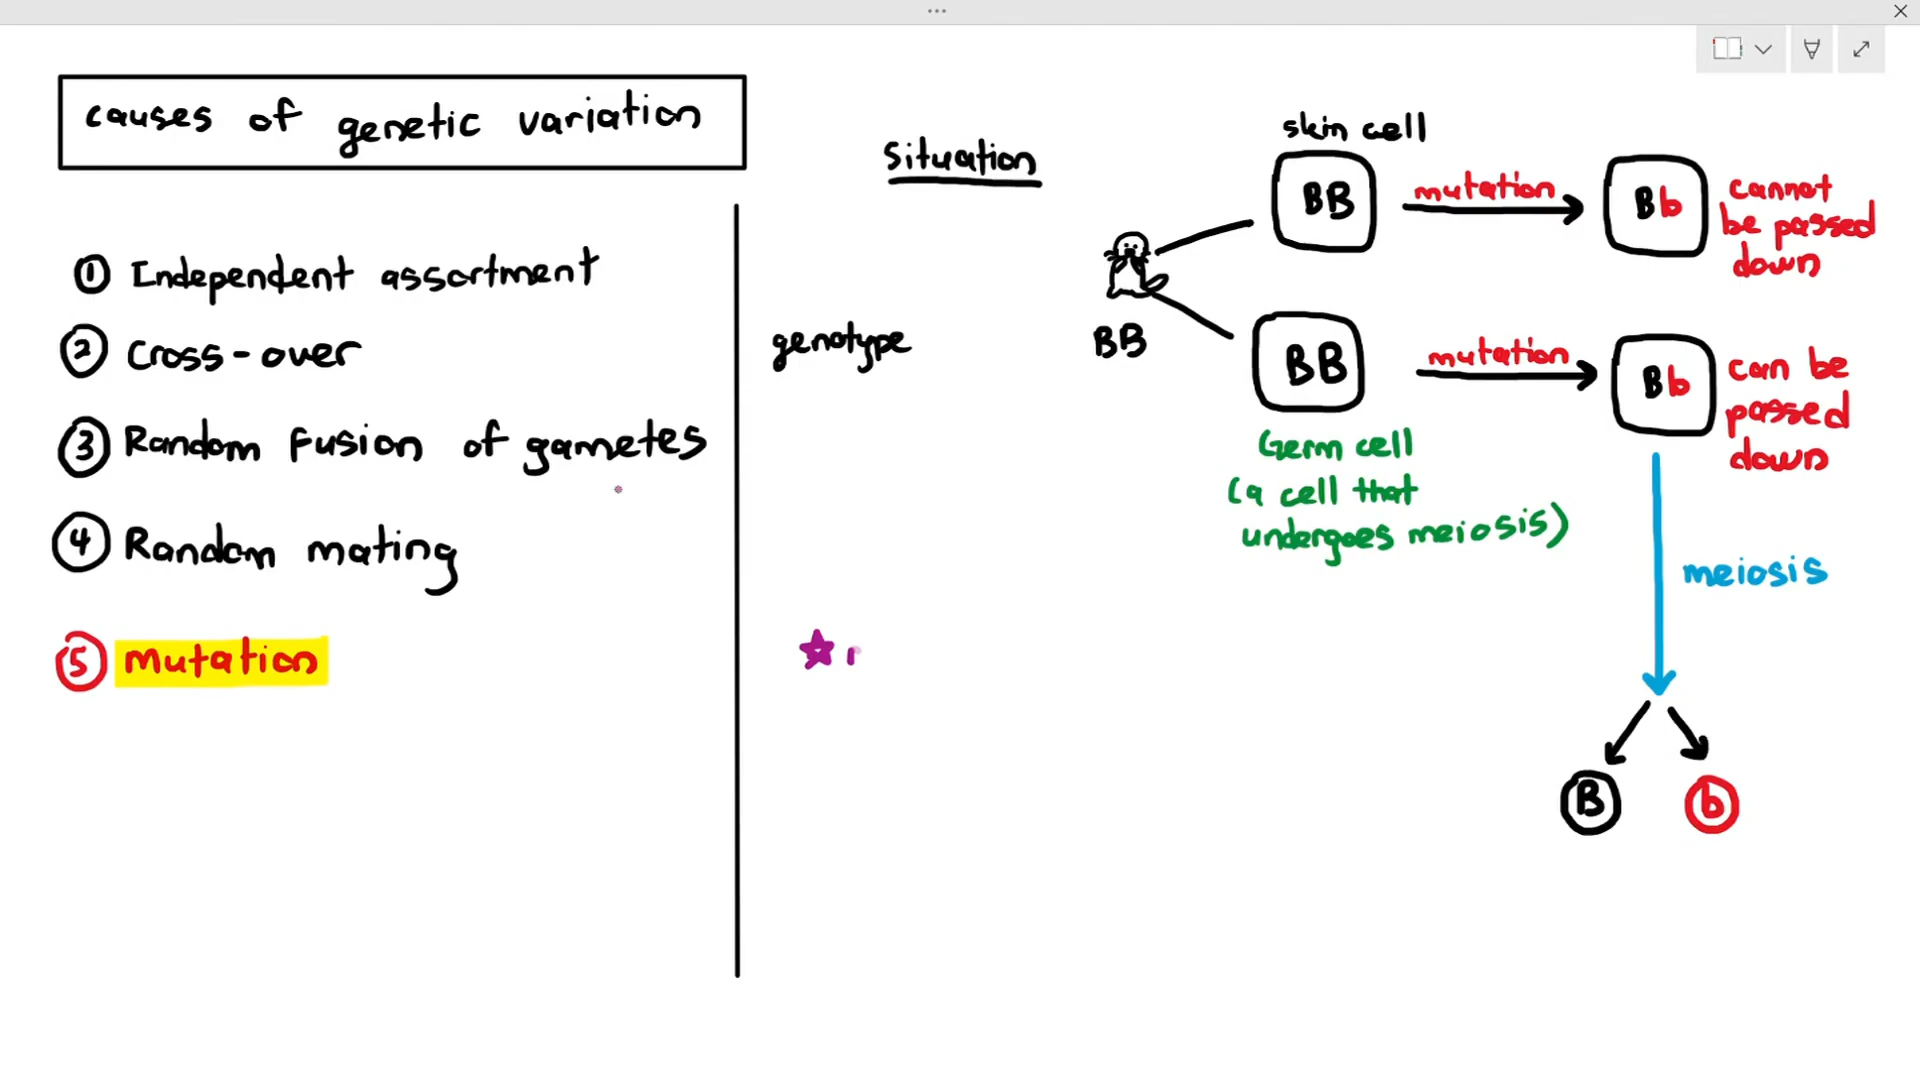 causes of genetic variation
① Independent assortment
② Cross-over
③ Random fusion of gametes
④ Random mating
⑤ mutation
situation
genotype
BB
skin cell
BB
mutation
Bb
cannot
be passed
down
BB
mutation
Bb
can be
passed
down
Germ cell
(a cell that
undergoes meiosis)
meiosis
B
b